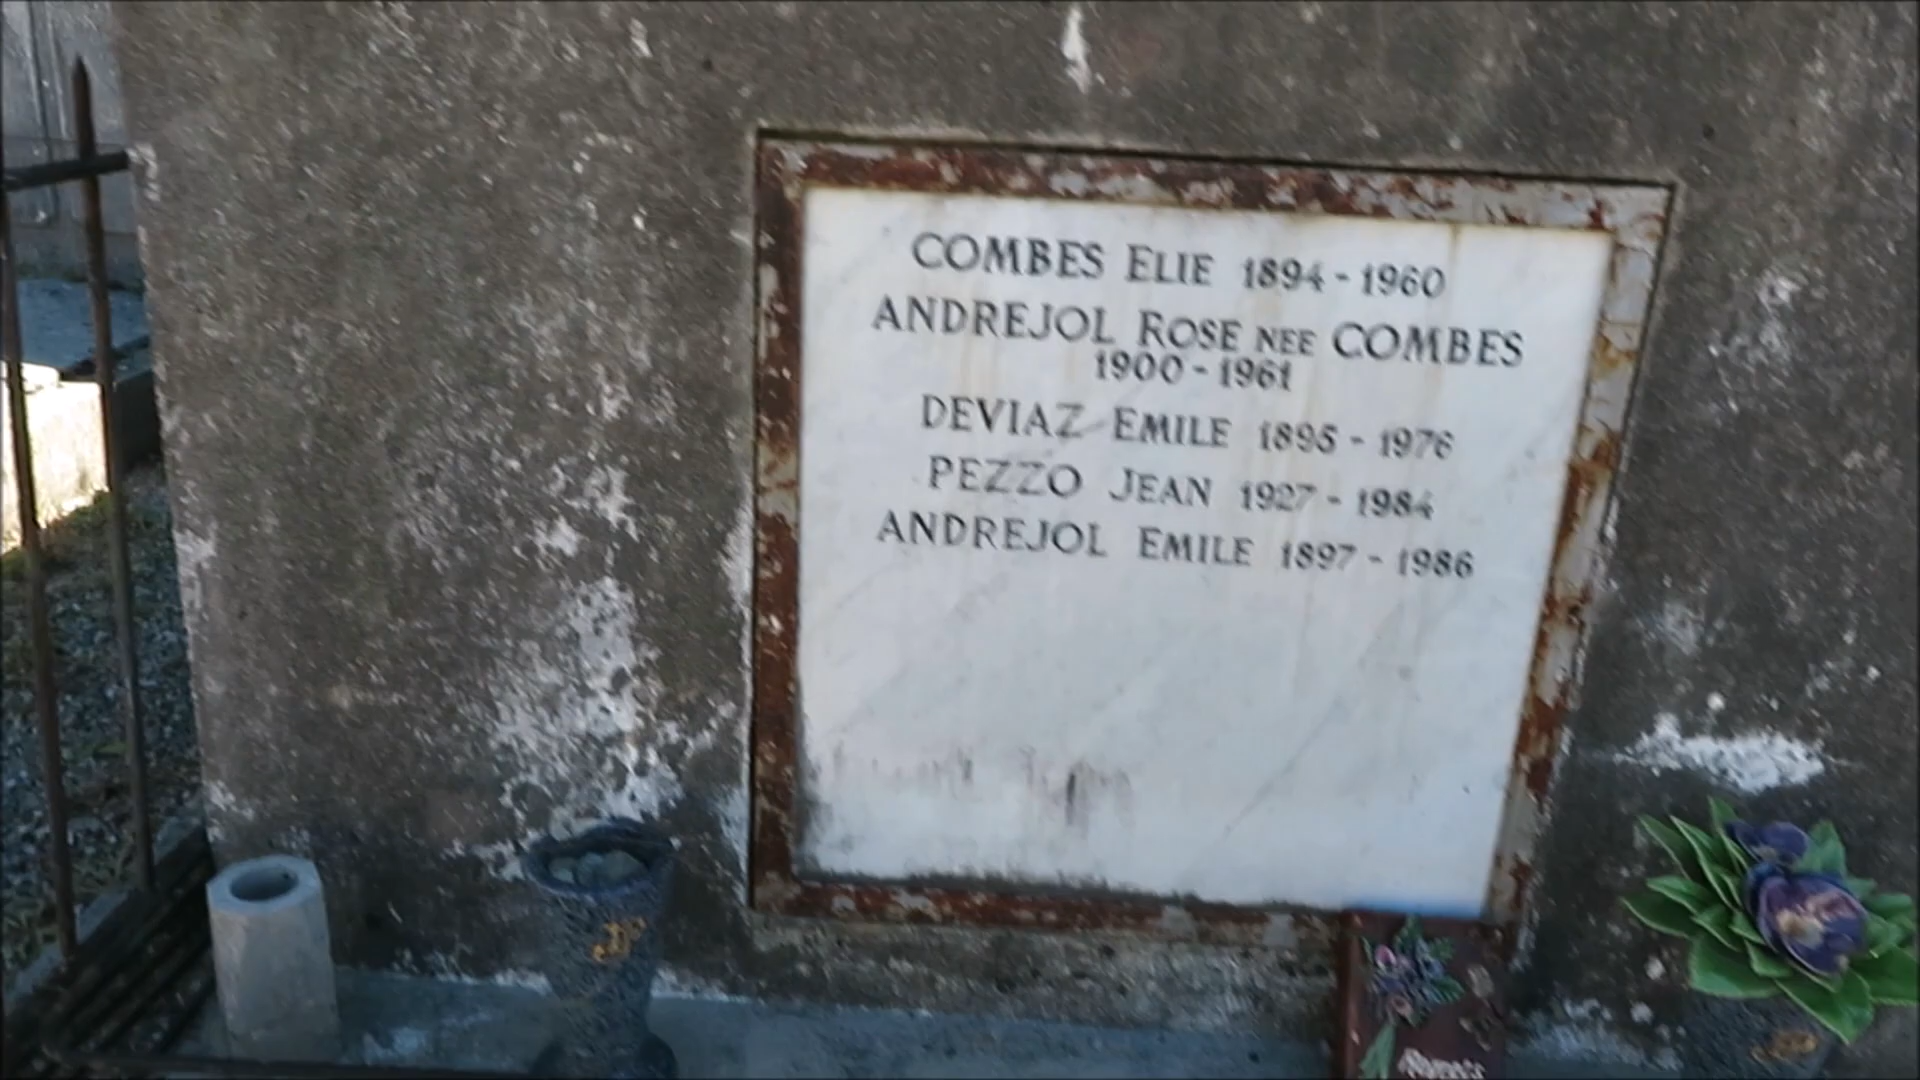 COMBES ELIE 1894 - 1960
ANDREJOL ROSE NEE COMBES
1900 - 1961
DEVIAZ EMILE 1895 - 1976
PEZZO JEAN 1927 - 1984
ANDREJOL EMILE 1897 - 1986